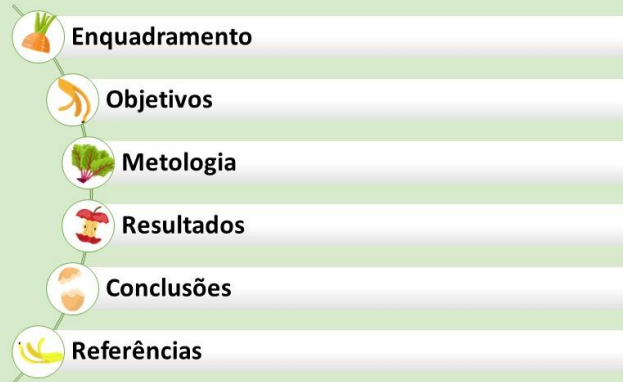 Enquadramento
Objetivos
Metologia
Resultados
Conclusões
Referências